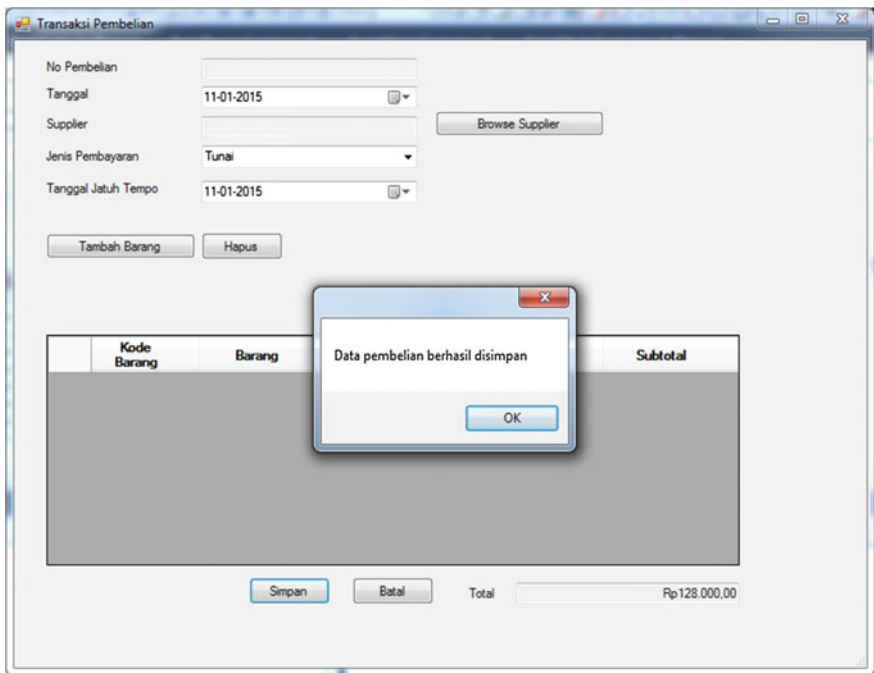 Transaksi Pembelian
No Pembelian
Tanggal 11-01-2015
Supplier Browse Supplier
Jenis Pembayaran Tunai
Tanggal Jatuh Tempo 11-01-2015
Tambah Barang Hapus
Kode Barang Barang Subtotal
Data pembelian berhasil disimpan
OK
Simpan Batal Total Rp128.000,00